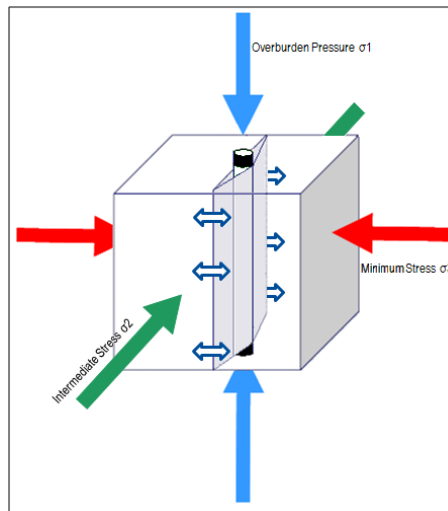 Overburden Pressure σ1
Minimum Stress σ
Intermediate Stress σ2